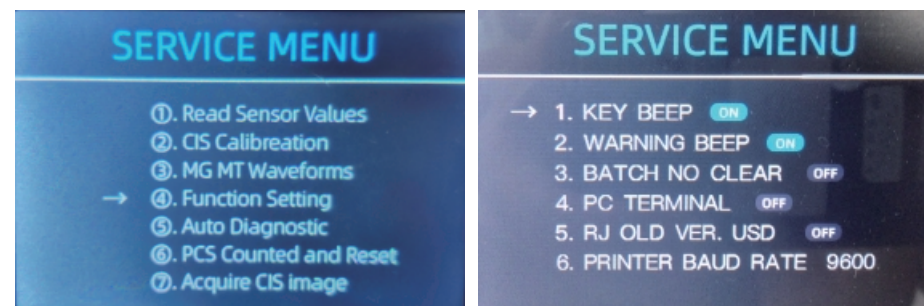 SERVICE MENU
①. Read Sensor Values
②. CIS Calibreation
③. MG MT Waveforms
→ ④. Function Setting
⑤. Auto Diagnostic
⑥. PCS Counted and Reset
⑦. Acquire CIS image
SERVICE MENU
→ 1. KEY BEEP ON
2. WARNING BEEP ON
3. BATCH NO CLEAR OFF
4. PC TERMINAL OFF
5. RJ OLD VER. USD OFF
6. PRINTER BAUD RATE 9600